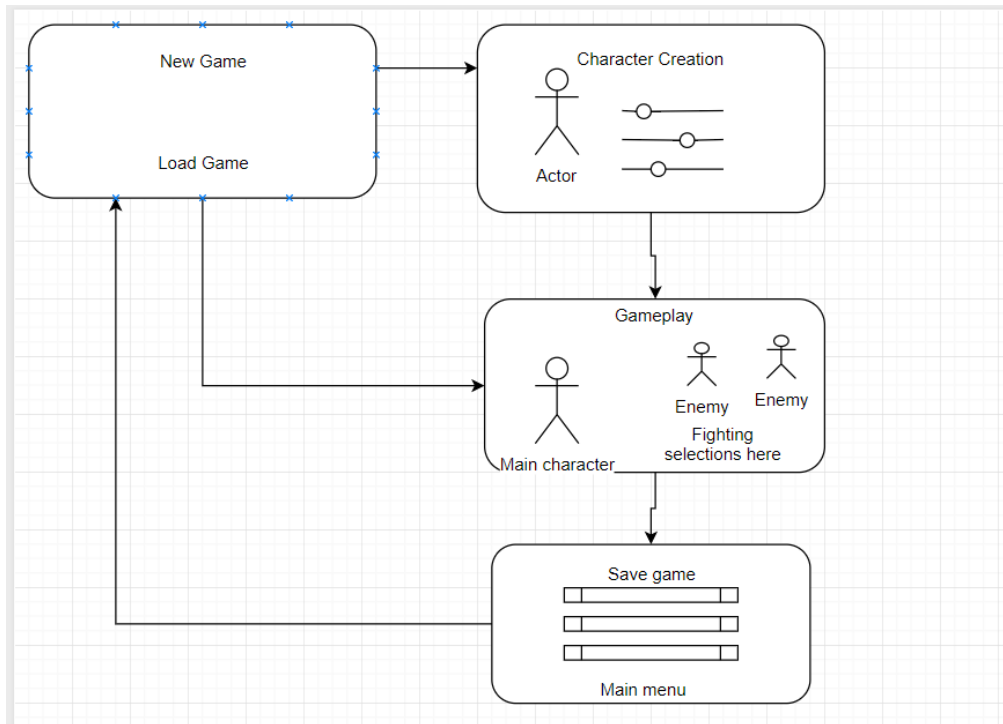 New Game
Load Game
Character Creation
Actor
Gameplay
Enemy
Enemy
Fighting
selections here
Main character
Save game
Main menu